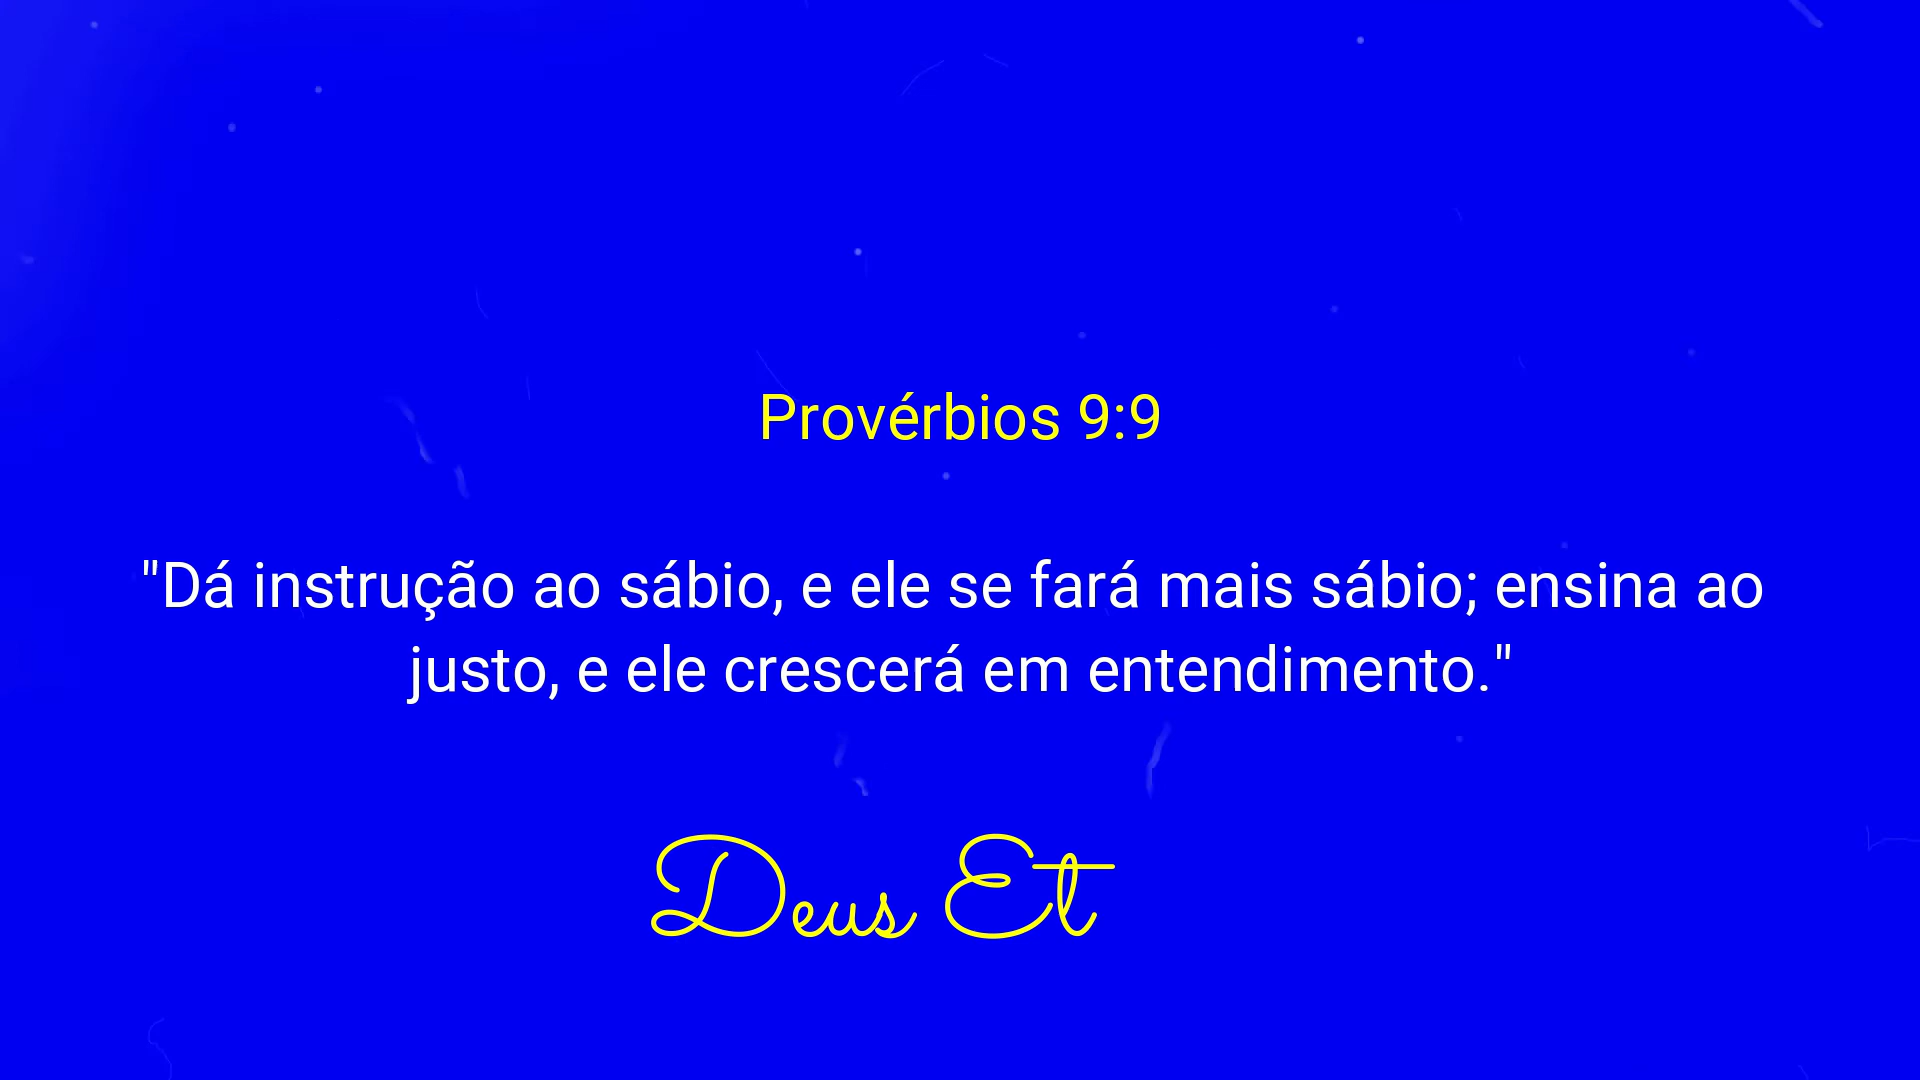 Provérbios 9:9
"Dá instrução ao sábio, e ele se fará mais sábio; ensina ao
justo, e ele crescerá em entendimento."
Deus Et